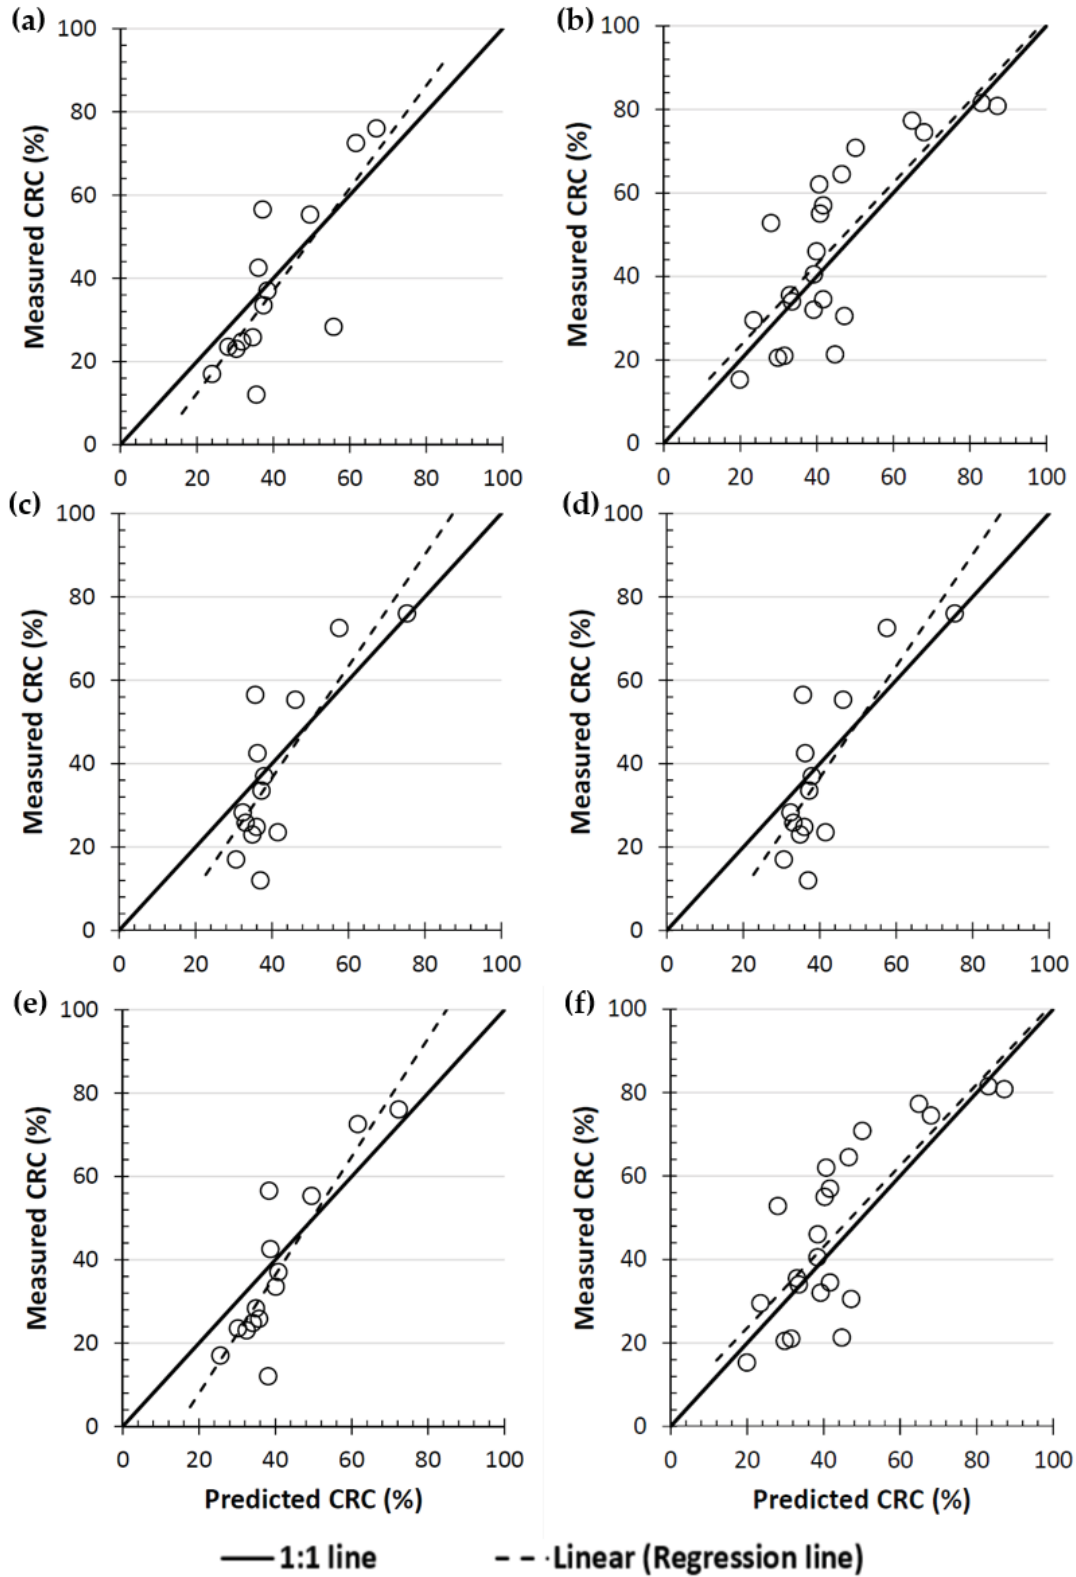 (a)
100
80
60
40
20
0
Measured CRC (%)
0 20 40 60 80 100
(b)
100
80
60
40
20
0
Measured CRC (%)
0 20 40 60 80 100
(c)
100
80
60
40
20
0
Measured CRC (%)
0 20 40 60 80 100
(d)
100
80
60
40
20
0
Measured CRC (%)
0 20 40 60 80 100
(e)
100
80
60
40
20
0
Measured CRC (%)
0 20 40 60 80 100
Predicted CRC (%)
(f)
100
80
60
40
20
0
Measured CRC (%)
0 20 40 60 80 100
Predicted CRC (%)
1:1 line
Linear (Regression line)